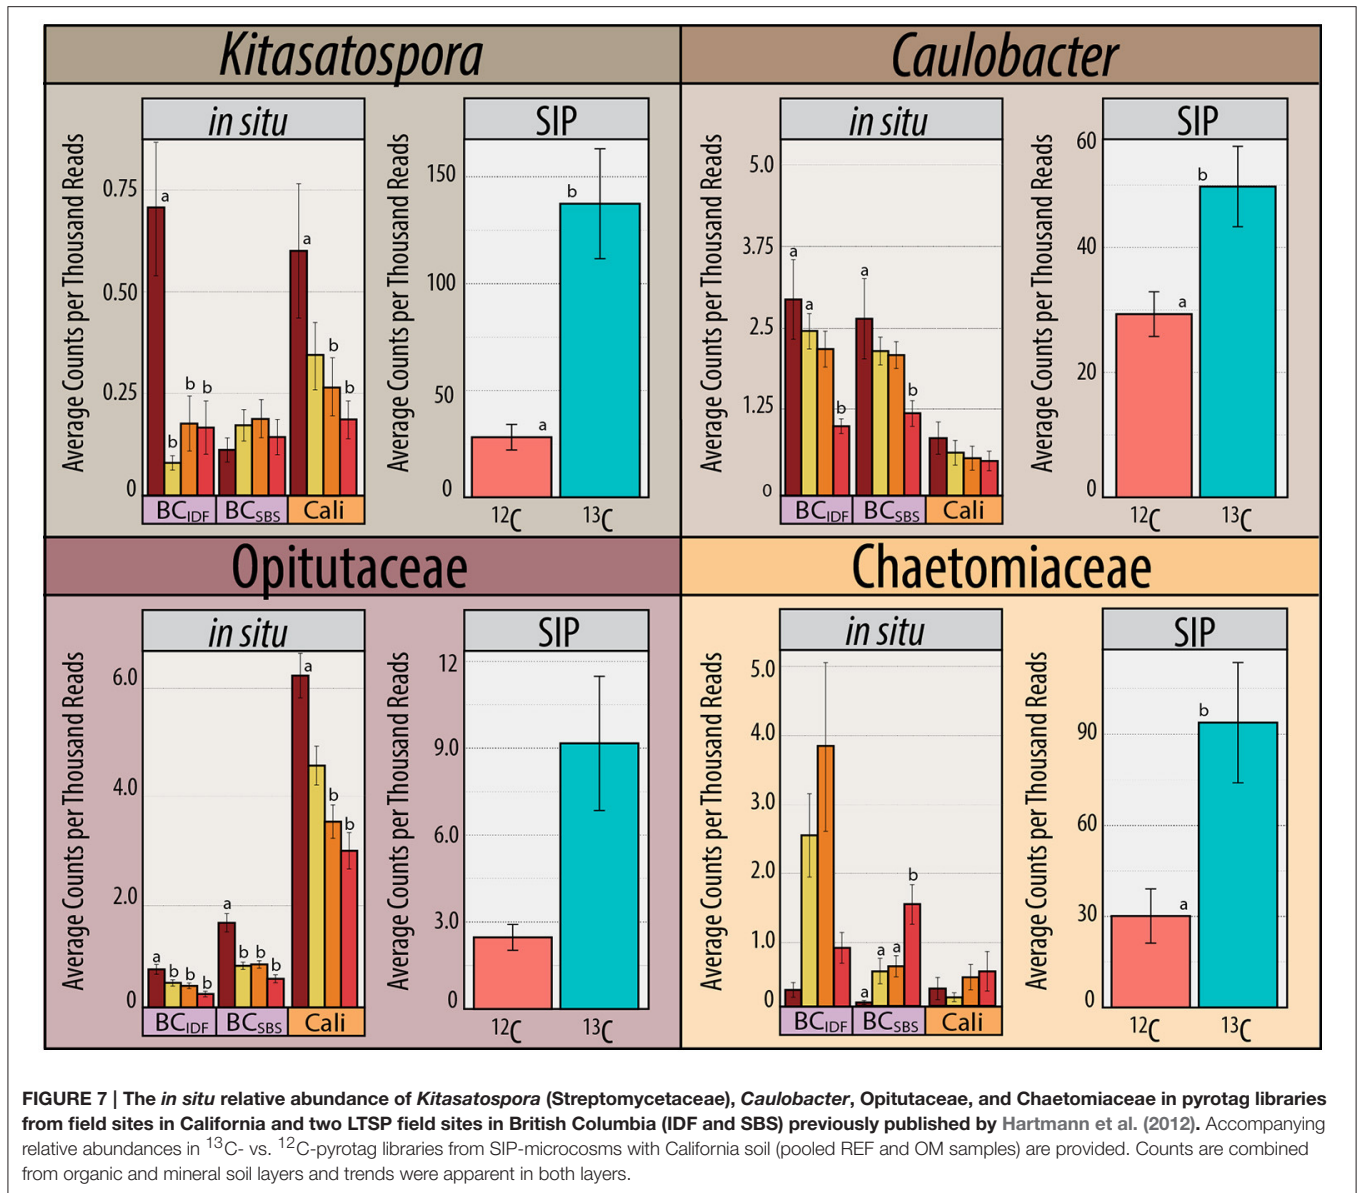 Kitasatospora
in situ
Average Counts per Thousand Reads
0.75
0.50
0.25
0
a
b
b
b
a
b
b
BC_IDF BC_SBS Cali
SIP
Average Counts per Thousand Reads
150
100
50
0
a
b
12C 13C
Caulobacter
in situ
Average Counts per Thousand Reads
5.0
3.75
2.5
1.25
0
a
a
b
a
b
BC_IDF BC_SBS Cali
SIP
Average Counts per Thousand Reads
60
40
20
0
a
b
12C 13C
Opitutaceae
in situ
Average Counts per Thousand Reads
6.0
4.0
2.0
0
a
b
b
b
a
b
b
b
a
b
b
BC_IDF BC_SBS Cali
SIP
Average Counts per Thousand Reads
12
9.0
6.0
3.0
0
12C 13C
Chaetomiaceae
in situ
Average Counts per Thousand Reads
5.0
4.0
3.0
2.0
1.0
0
a
a
a
b
BC_IDF BC_SBS Cali
SIP
Average Counts per Thousand Reads
90
60
30
0
a
b
12C 13C
FIGURE 7 | The in situ relative abundance of Kitasatospora (Streptomycetaceae), Caulobacter, Opitutaceae, and Chaetomiaceae in pyrotag libraries
from field sites in California and two LTSP field sites in British Columbia (IDF and SBS) previously published by Hartmann et al. (2012). Accompanying
relative abundances in 13C- vs. 12C-pyrotag libraries from SIP-microcosms with California soil (pooled REF and OM samples) are provided. Counts are combined
from organic and mineral soil layers and trends were apparent in both layers.